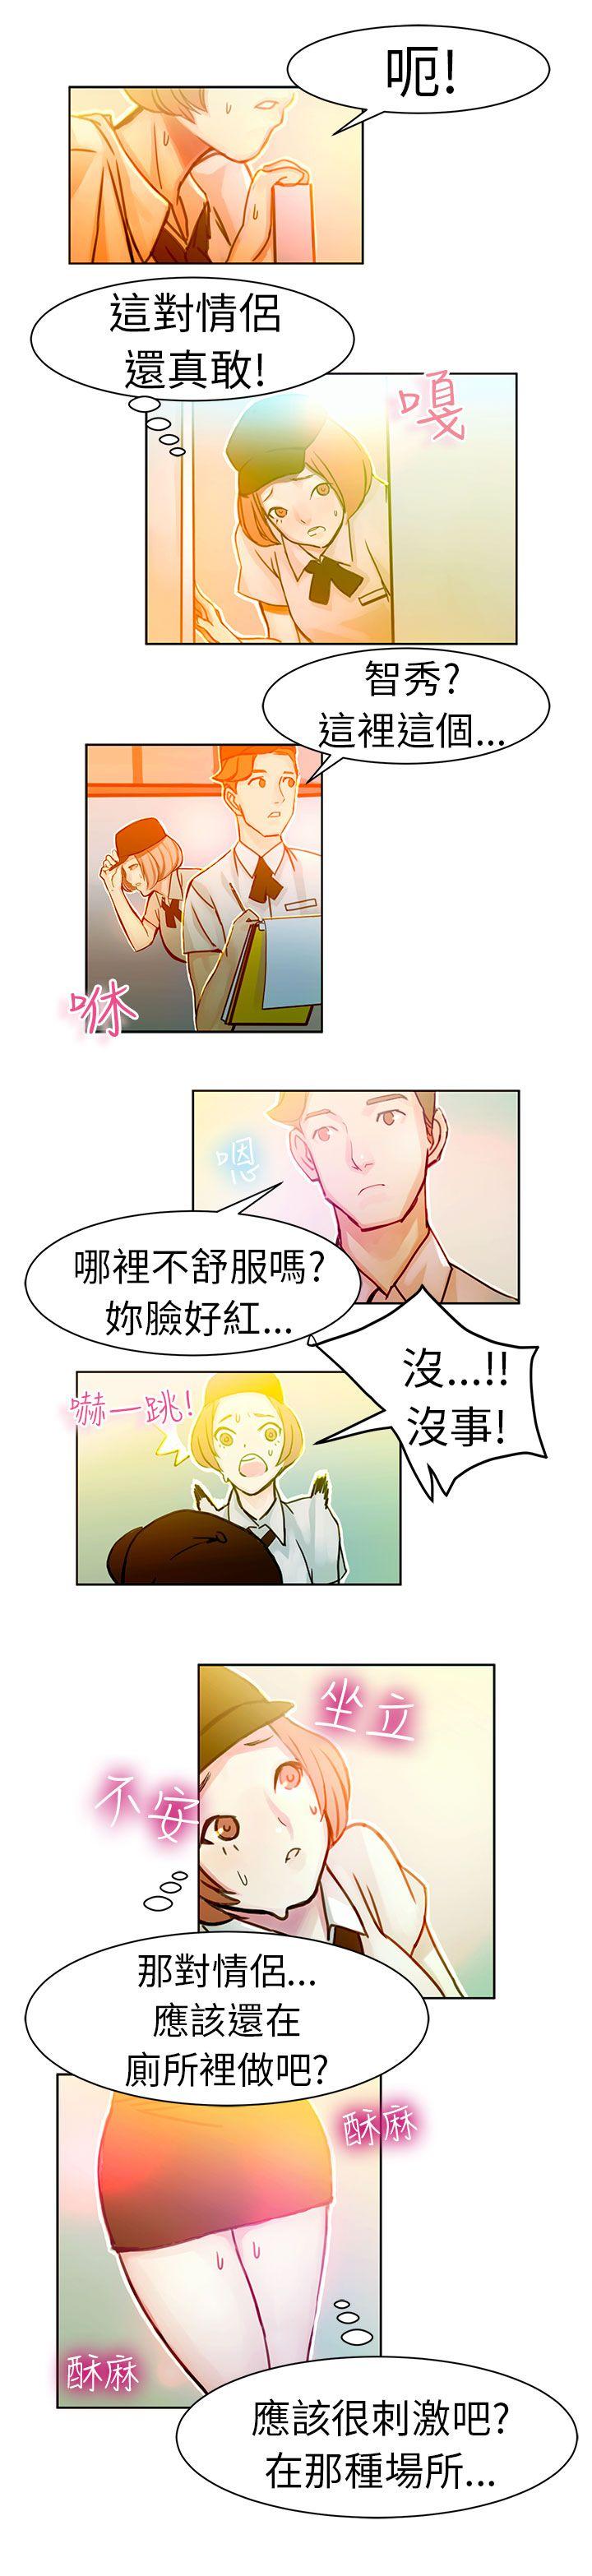 呃!
這對情侶
還真敢!
嘎
智秀?
這裡這個...
咻
嗯
哪裡不舒服嗎?
妳臉好紅...
沒...!!
沒事!
嚇一跳!
坐立
不安
那對情侶...
應該還在
廁所裡做吧?
酥麻
酥麻
應該很刺激吧?
在那種場所...